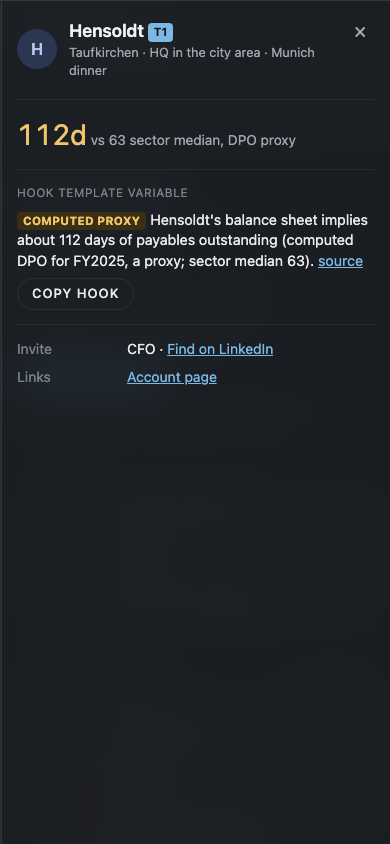 H
Hensoldt T1
×
Taufkirchen · HQ in the city area · Munich
dinner
112d vs 63 sector median, DPO proxy
HOOK TEMPLATE VARIABLE
COMPUTED PROXY Hensoldt's balance sheet implies
about 112 days of payables outstanding (computed
DPO for FY2025, a proxy; sector median 63). source
COPY HOOK
Invite CFO · Find on LinkedIn
Links Account page